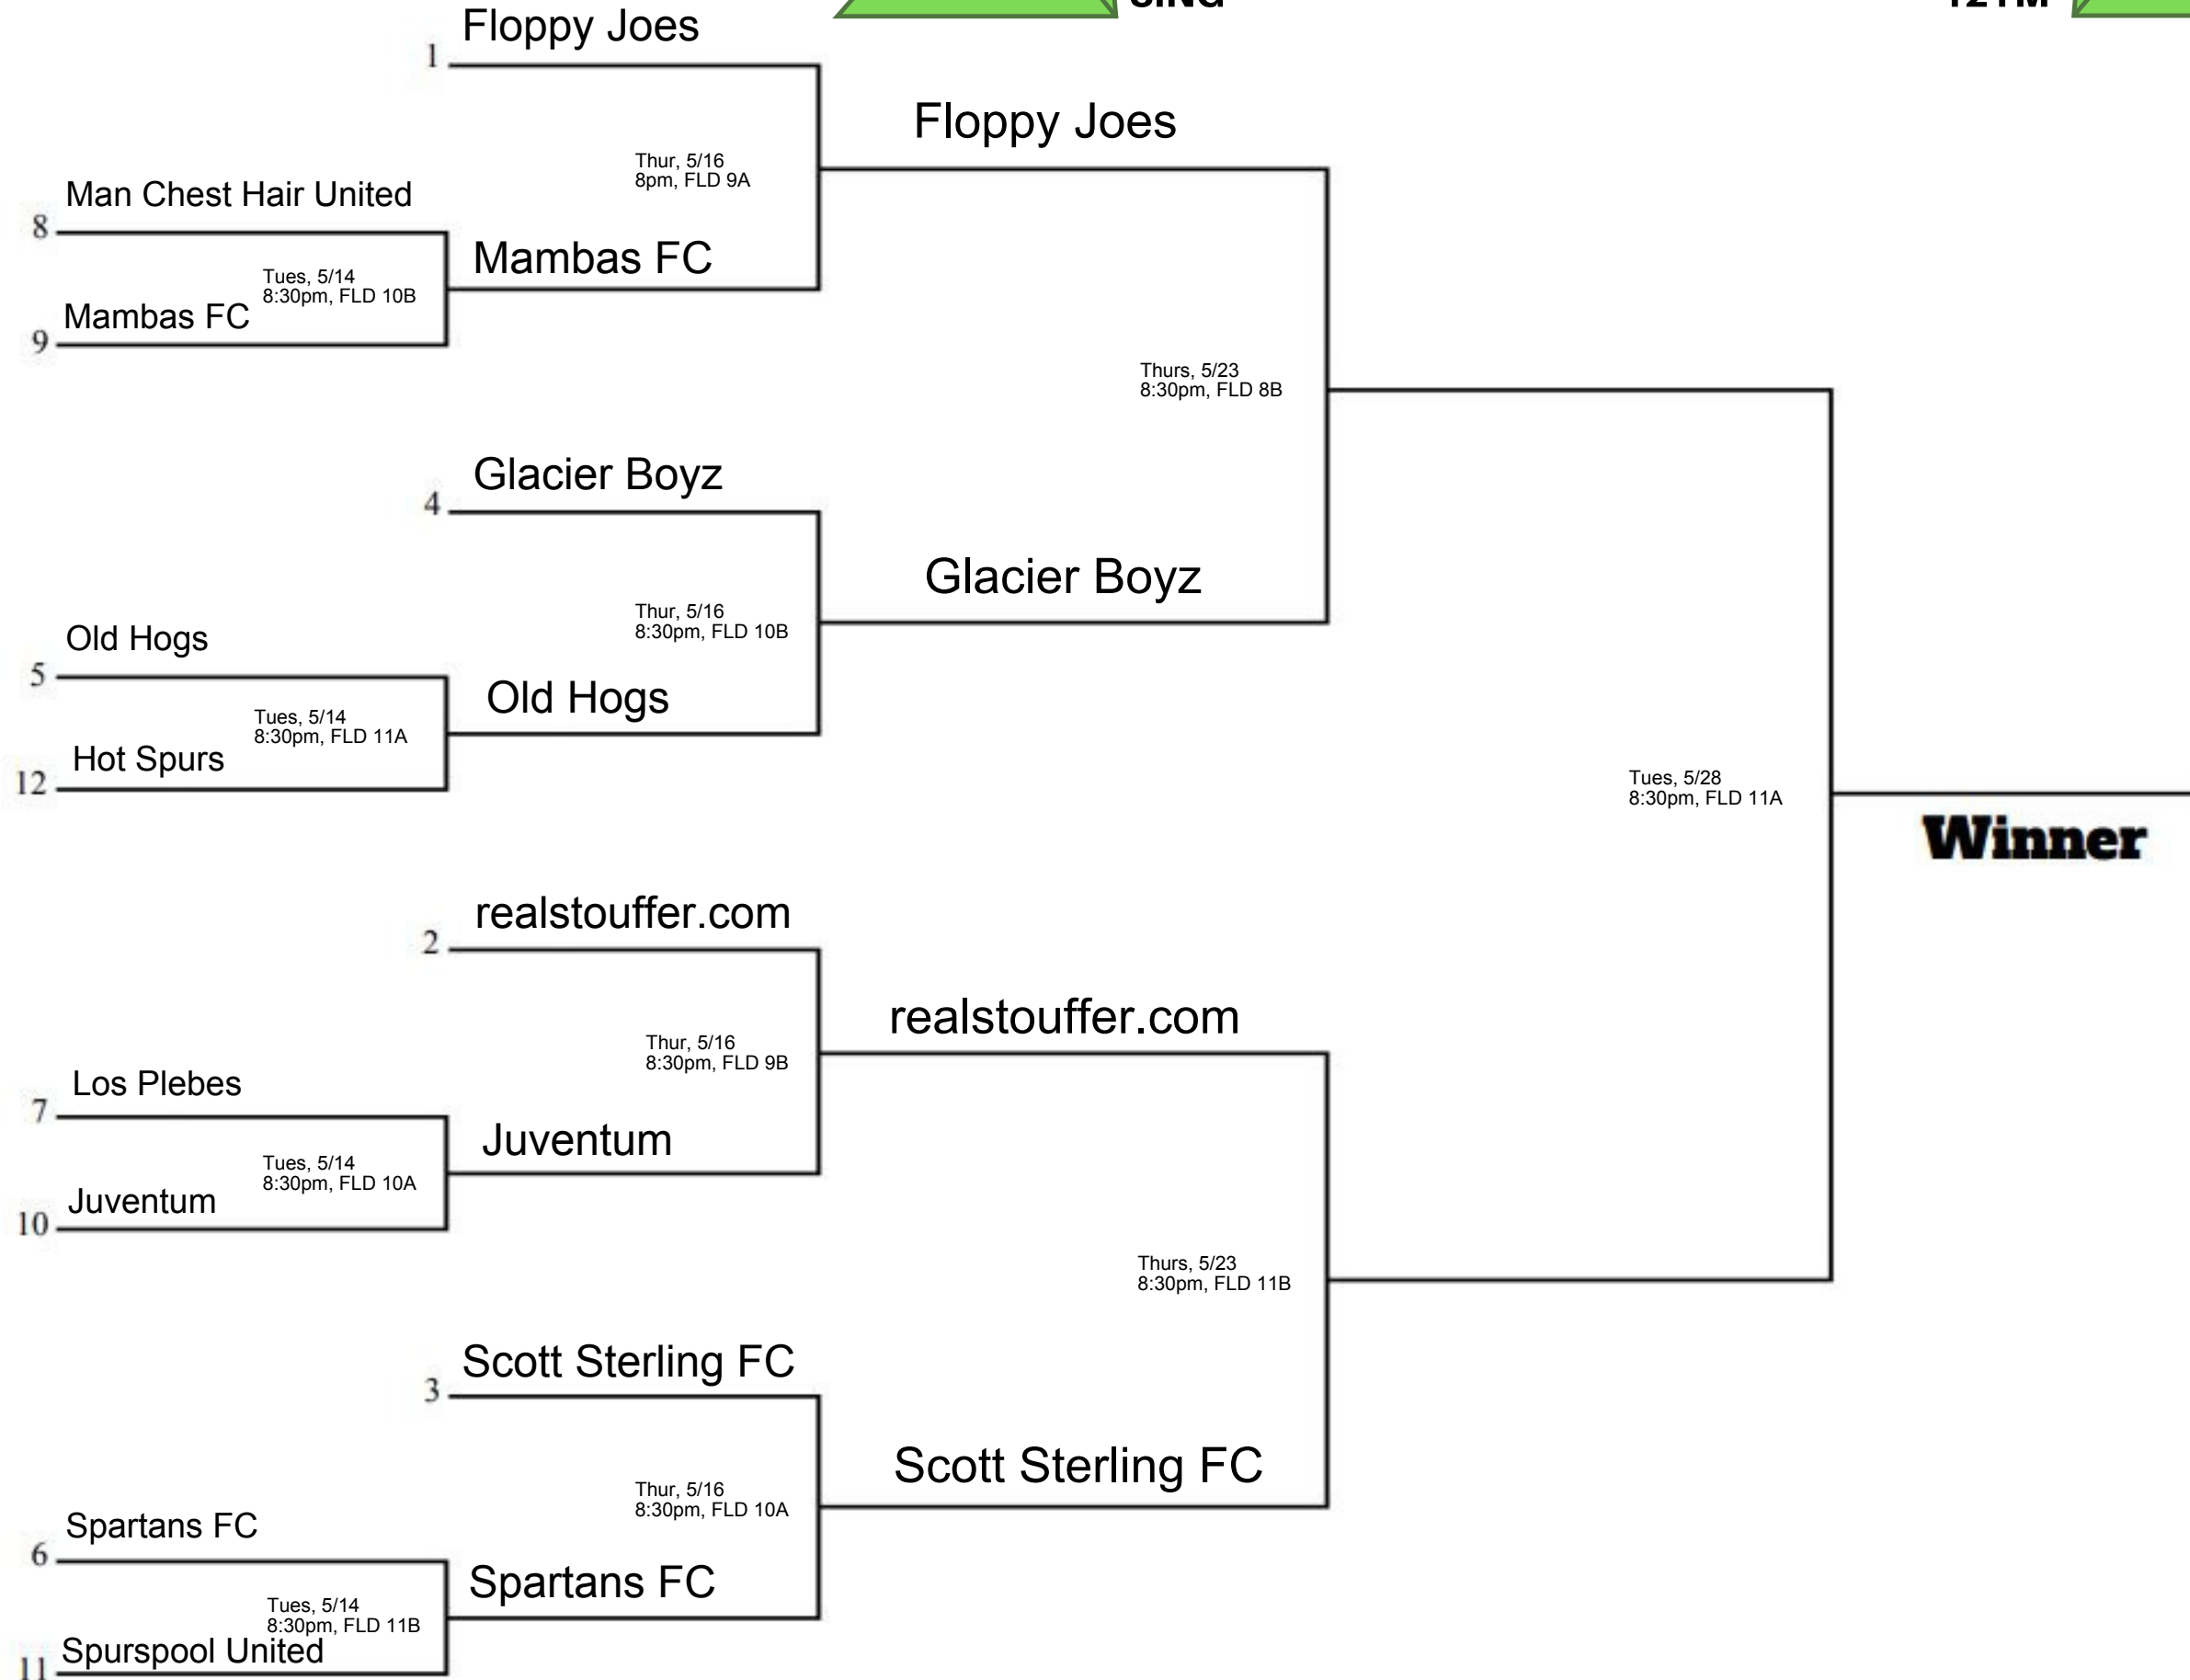 Floppy Joes
1
Floppy Joes
Thur, 5/16
8pm, FLD 9A
Man Chest Hair United
8
Mambas FC
Tues, 5/14
8:30pm, FLD 10B
Mambas FC
9
Thurs, 5/23
8:30pm, FLD 8B
Glacier Boyz
4
Glacier Boyz
Thur, 5/16
8:30pm, FLD 10B
Old Hogs
5
Old Hogs
Tues, 5/14
8:30pm, FLD 11A
Hot Spurs
12
Tues, 5/28
8:30pm, FLD 11A
Winner
realstouffer.com
2
realstouffer.com
Thur, 5/16
8:30pm, FLD 9B
Los Plebes
7
Juventum
Tues, 5/14
8:30pm, FLD 10A
Juventum
10
Thurs, 5/23
8:30pm, FLD 11B
Scott Sterling FC
3
Scott Sterling FC
Thur, 5/16
8:30pm, FLD 10A
Spartans FC
6
Spartans FC
Tues, 5/14
8:30pm, FLD 11B
Spurspool United
11